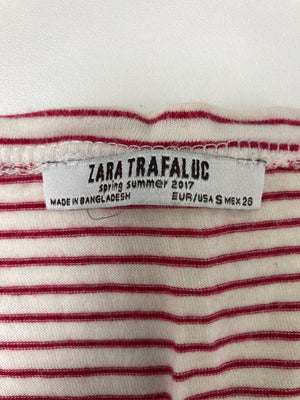 ZARA TRAFALUC
spring summer 2017
MADE IN BANGLADESH EUR/USA S MEX 26